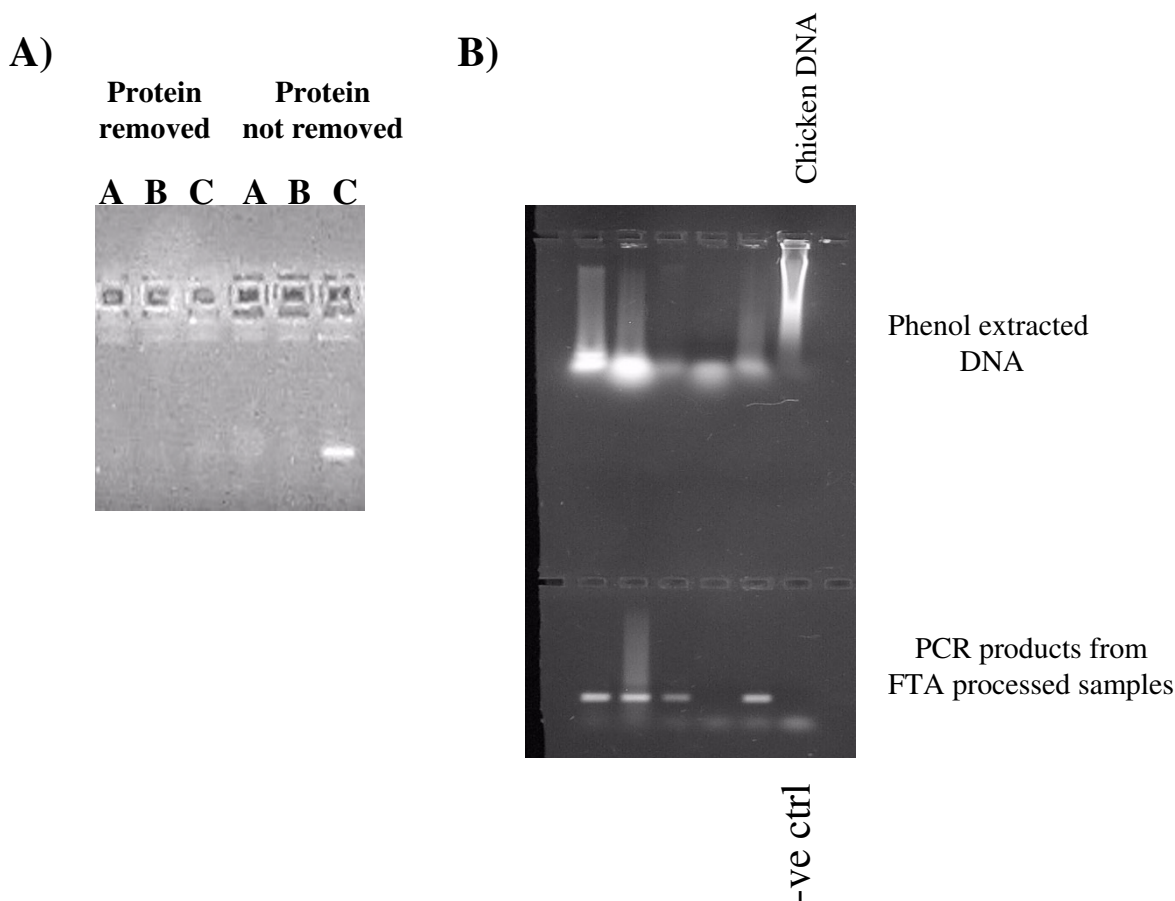 A)
Protein
removed
Protein
not removed
A B C A B C
B)
Chicken DNA
Phenol extracted
DNA
PCR products from
FTA processed samples
-ve ctrl